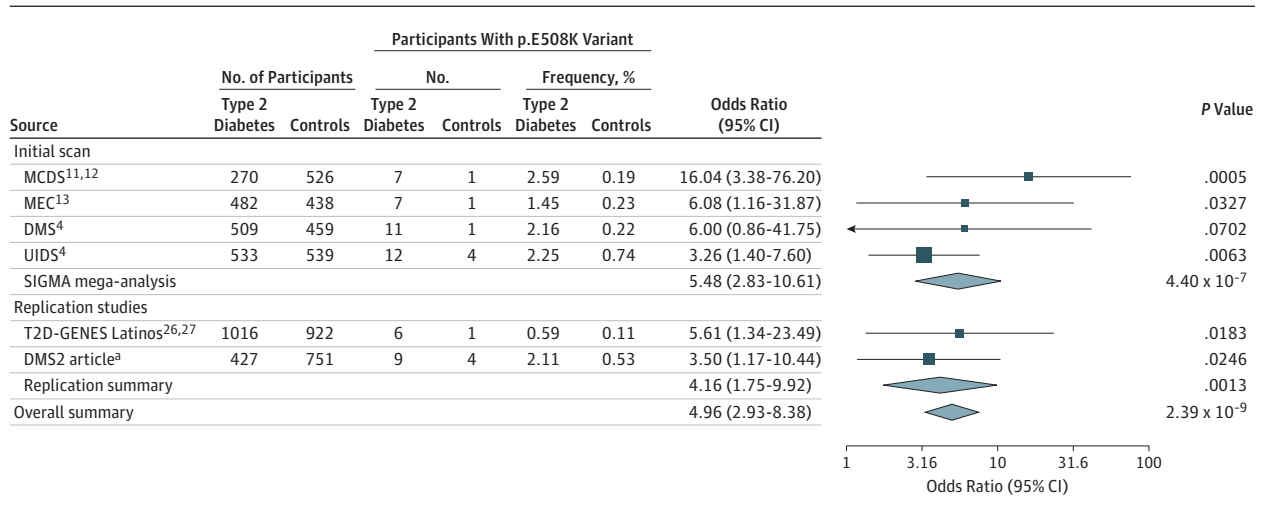 Participants With p.E508K Variant
No. of Participants No. Frequency, %
Source Type 2 Diabetes Controls Type 2 Diabetes Controls Type 2 Diabetes Controls Odds Ratio (95% CI) P Value
Initial scan
MCDS11,12 270 526 7 1 2.59 0.19 16.04 (3.38-76.20) .0005
MEC13 482 438 7 1 1.45 0.23 6.08 (1.16-31.87) .0327
DMS4 509 459 11 1 2.16 0.22 6.00 (0.86-41.75) .0702
UIDS4 533 539 12 4 2.25 0.74 3.26 (1.40-7.60) .0063
SIGMA mega-analysis 5.48 (2.83-10.61) 4.40 x 10-7
Replication studies
T2D-GENES Latinos26,27 1016 922 6 1 0.59 0.11 5.61 (1.34-23.49) .0183
DMS2 articlea 427 751 9 4 2.11 0.53 3.50 (1.17-10.44) .0246
Replication summary 4.16 (1.75-9.92) .0013
Overall summary 4.96 (2.93-8.38) 2.39 x 10-9
1 3.16 10 31.6 100
Odds Ratio (95% CI)